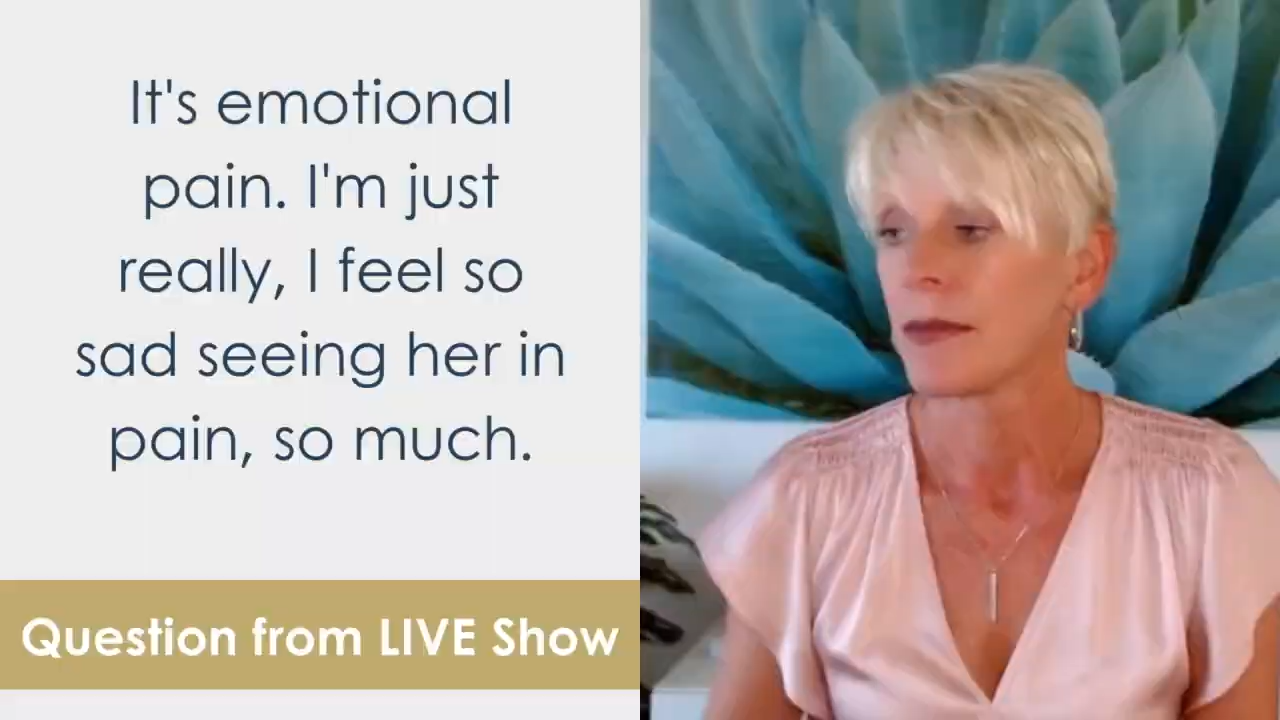 It's emotional
pain. I'm just
really, I feel so
sad seeing her in
pain, so much.
Question from LIVE Show